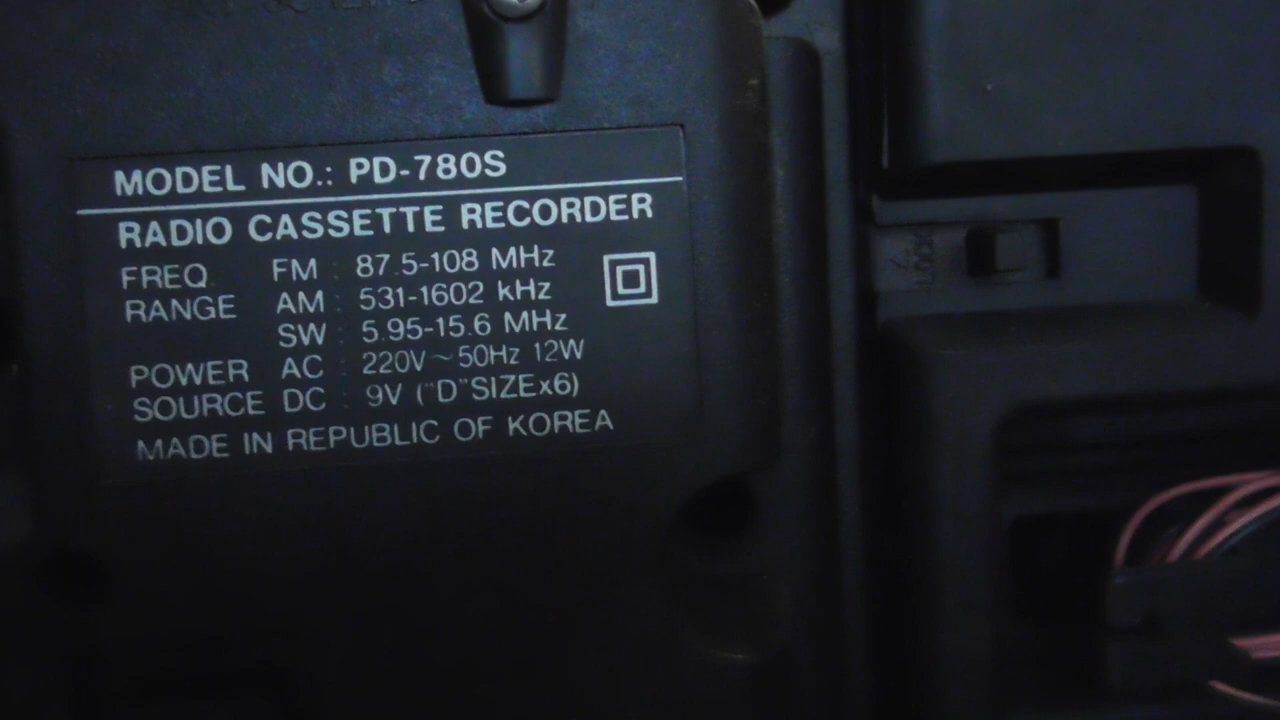 MODEL NO.: PD-780S
RADIO CASSETTE RECORDER
FREQ. FM : 87.5-108 MHz
RANGE AM : 531-1602 kHz
SW : 5.95-15.6 MHz
POWER AC : 220V~50Hz 12W
SOURCE DC : 9V ("D"SIZEx6)
MADE IN REPUBLIC OF KOREA